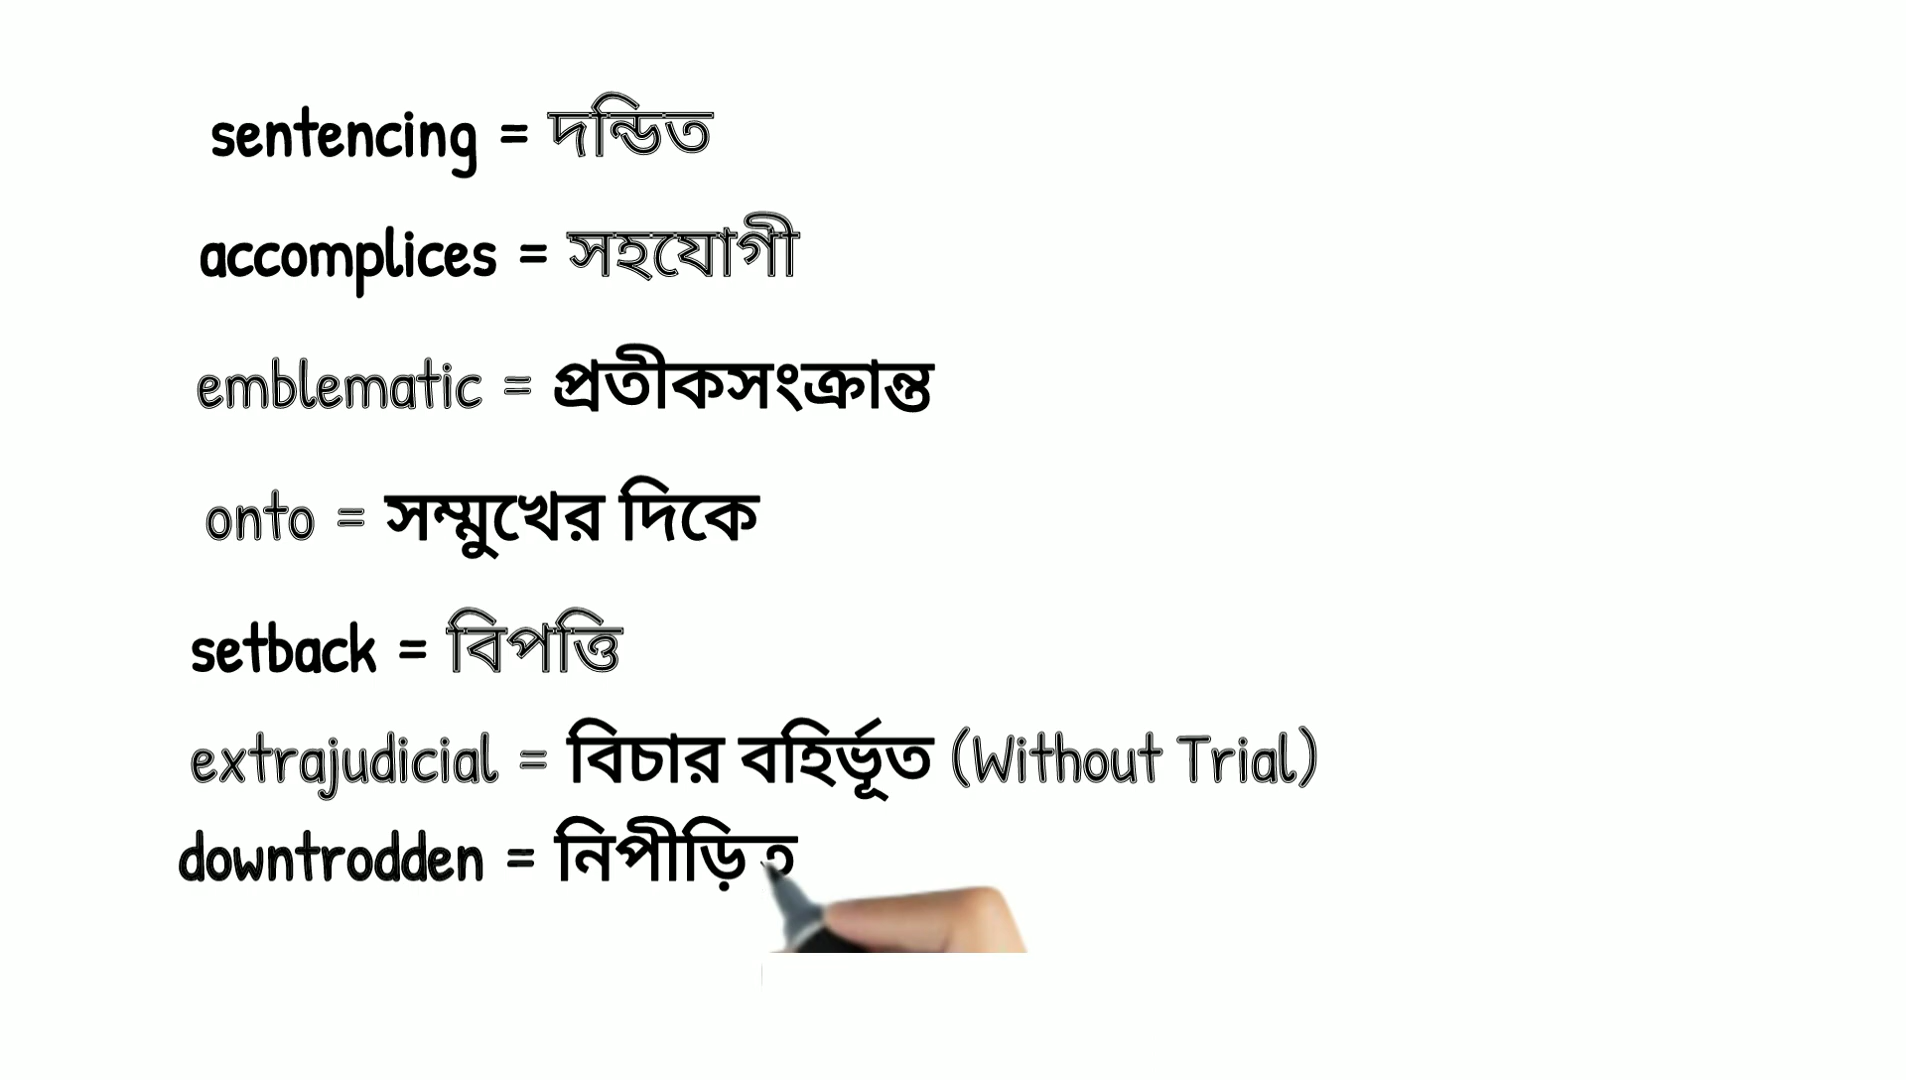 sentencing = দন্ডিত
accomplices = সহযোগী
emblematic = প্রতীকসংক্রান্ত
onto = সম্মুখের দিকে
setback = বিপত্তি
extrajudicial = বিচার বহির্ভূত (Without Trial)
downtrodden = নিপীড়িত